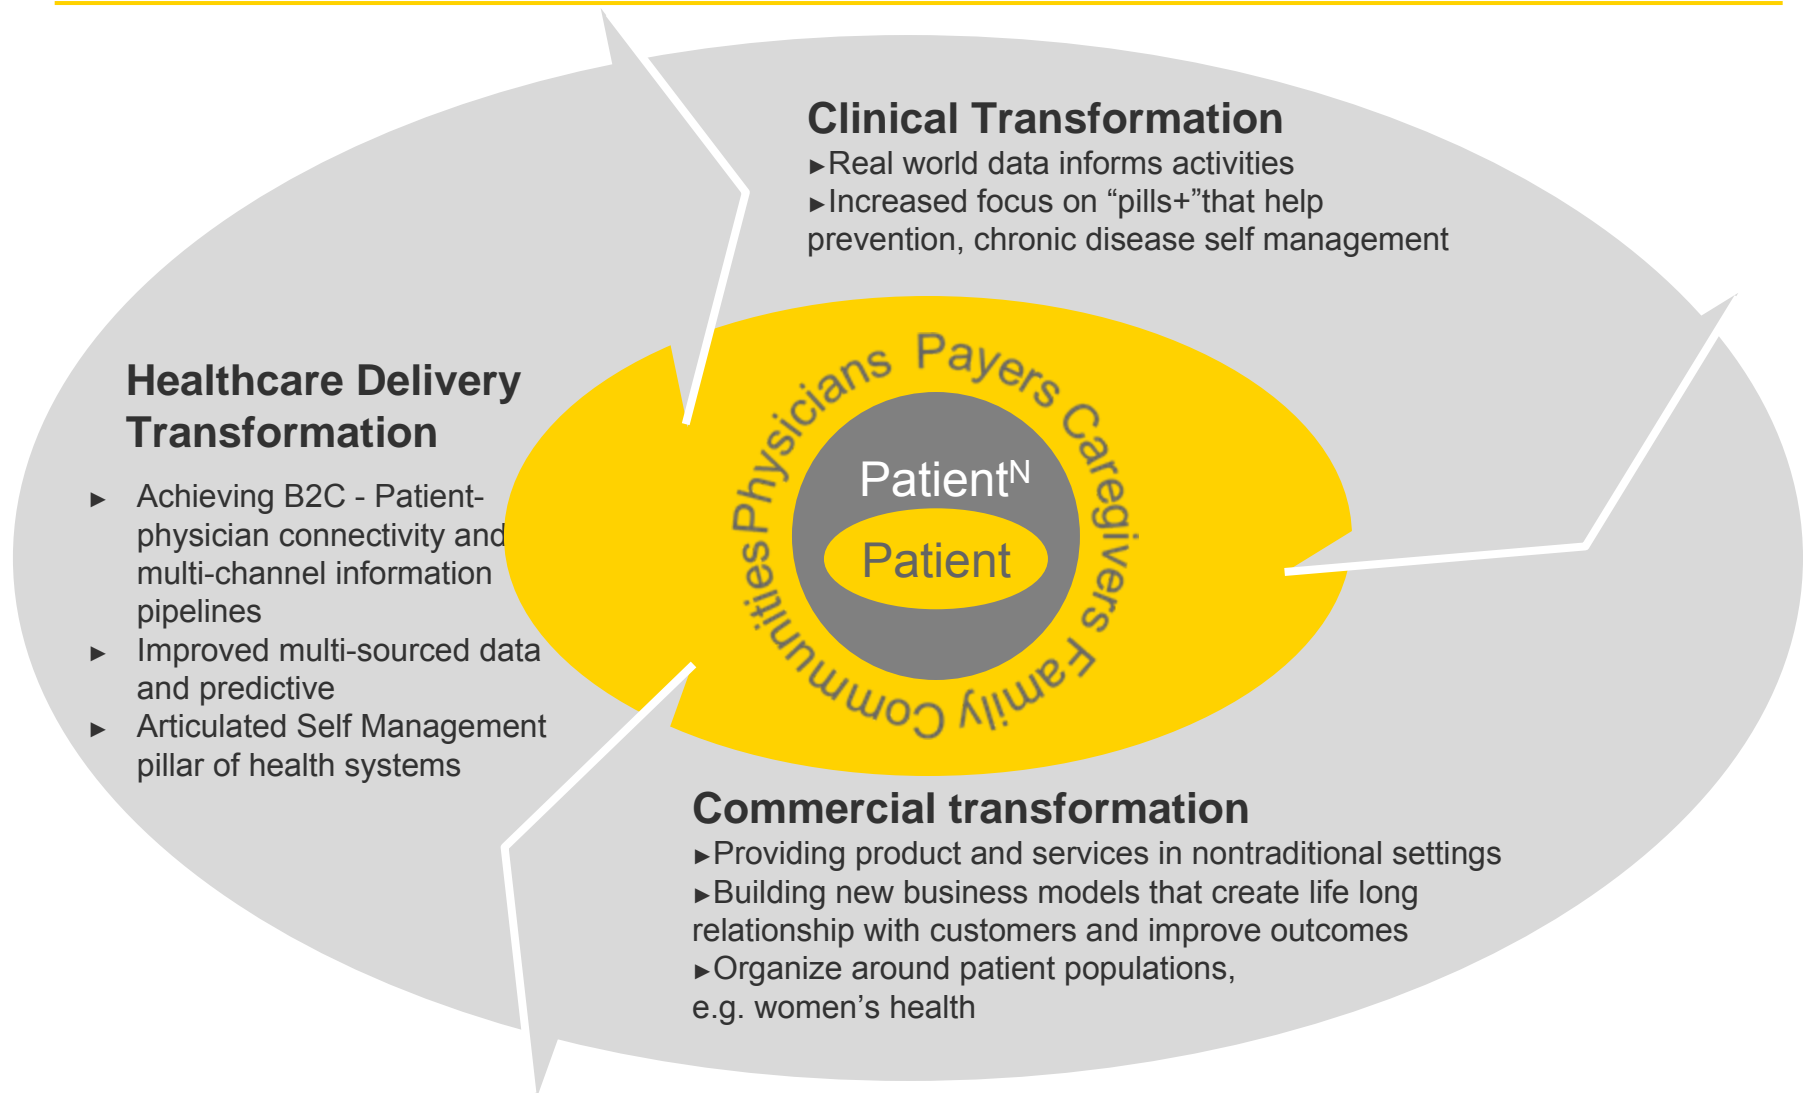 Clinical Transformation
►Real world data informs activities
►Increased focus on “pills+”that help
prevention, chronic disease self management
Healthcare Delivery
Transformation
► Achieving B2C - Patient-
physician connectivity and
multi-channel information
pipelines
► Improved multi-sourced data
and predictive
► Articulated Self Management
pillar of health systems
Physicians Payers Caregivers Family Communities
Patientᴺ
Patient
Commercial transformation
►Providing product and services in nontraditional settings
►Building new business models that create life long
relationship with customers and improve outcomes
►Organize around patient populations,
e.g. women’s health